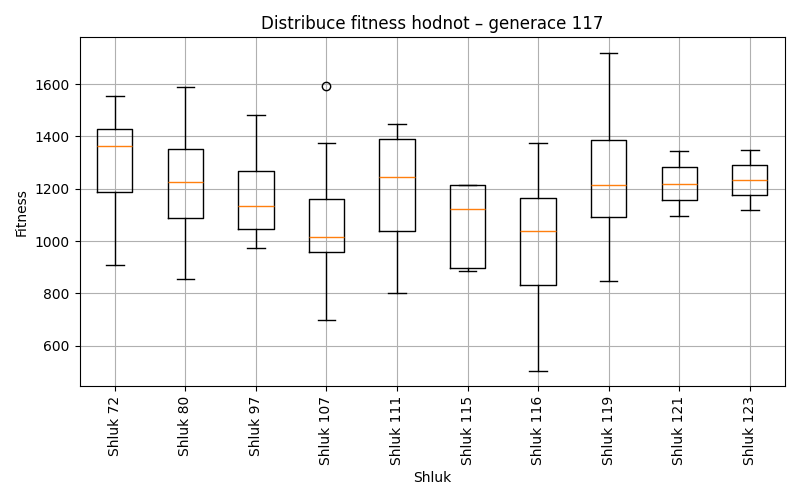 Distribuce fitness hodnot – generace 117
Fitness
1600
1400
1200
1000
800
600
Shluk 72
Shluk 80
Shluk 97
Shluk 107
Shluk 111
Shluk 115
Shluk 116
Shluk 119
Shluk 121
Shluk 123
Shluk